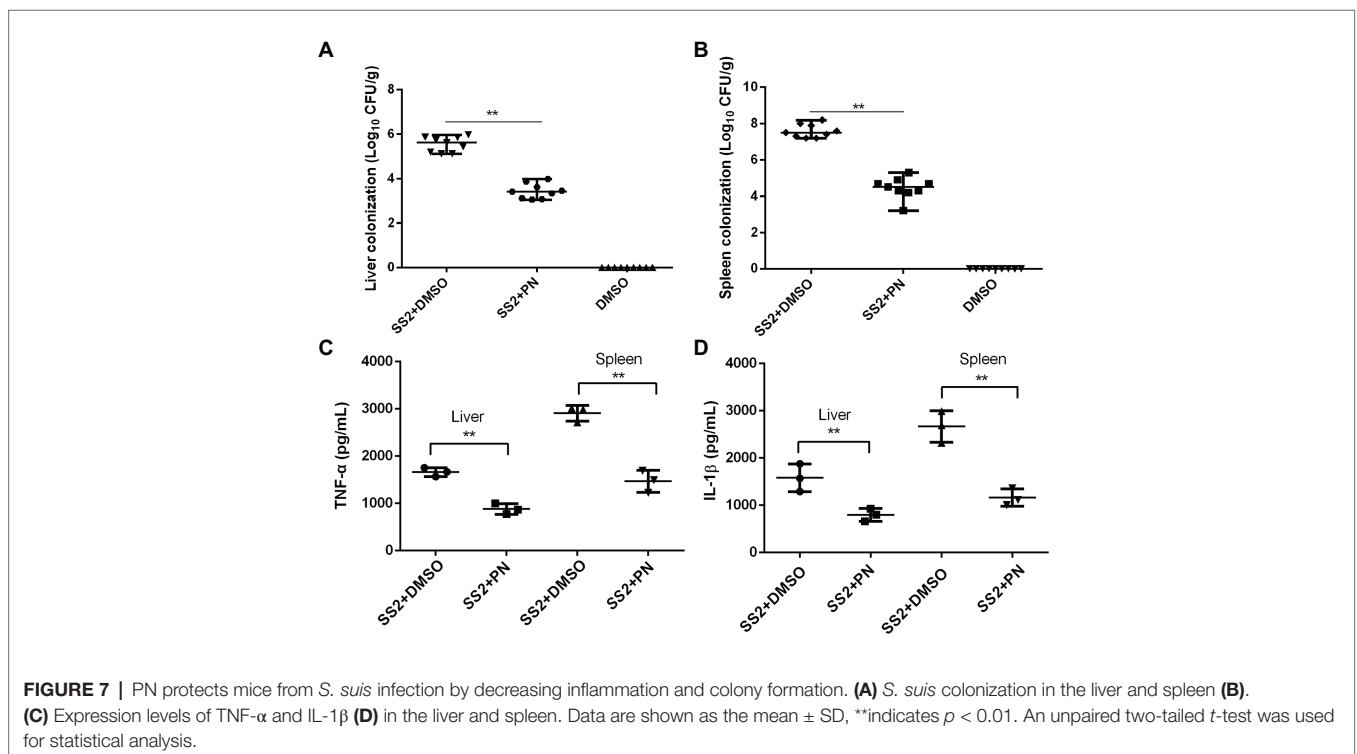 A
Liver colonization (Log₁₀ CFU/g)
8
6
4
2
0
**
SS2+DMSO
SS2+PN
DMSO
B
Spleen colonization (Log₁₀ CFU/g)
10
8
6
4
2
0
**
SS2+DMSO
SS2+PN
DMSO
C
TNF-α (pg/mL)
4000
3000
2000
1000
0
Liver
**
Spleen
**
SS2+DMSO
SS2+PN
SS2+DMSO
SS2+PN
D
IL-1β (pg/mL)
4000
3000
2000
1000
0
Liver
**
Spleen
**
SS2+DMSO
SS2+PN
SS2+DMSO
SS2+PN
FIGURE 7 | PN protects mice from S. suis infection by decreasing inflammation and colony formation. (A) S. suis colonization in the liver and spleen (B).
(C) Expression levels of TNF-α and IL-1β (D) in the liver and spleen. Data are shown as the mean ± SD, **indicates p < 0.01. An unpaired two-tailed t-test was used
for statistical analysis.